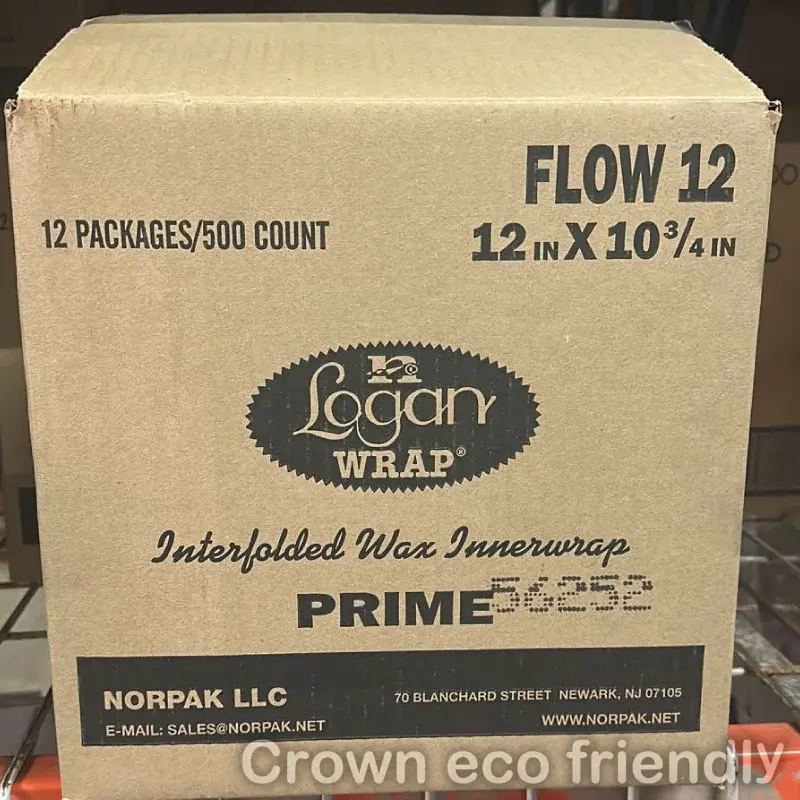 FLOW 12
12 PACKAGES/500 COUNT
12 IN X 10 3/4 IN
n
Logan
WRAP®
Interfolded Wax Innerwrap
PRIME 56252
NORPAK LLC
70 BLANCHARD STREET NEWARK, NJ 07105
E-MAIL: SALES@NORPAK.NET
WWW.NORPAK.NET
Crown eco friendly